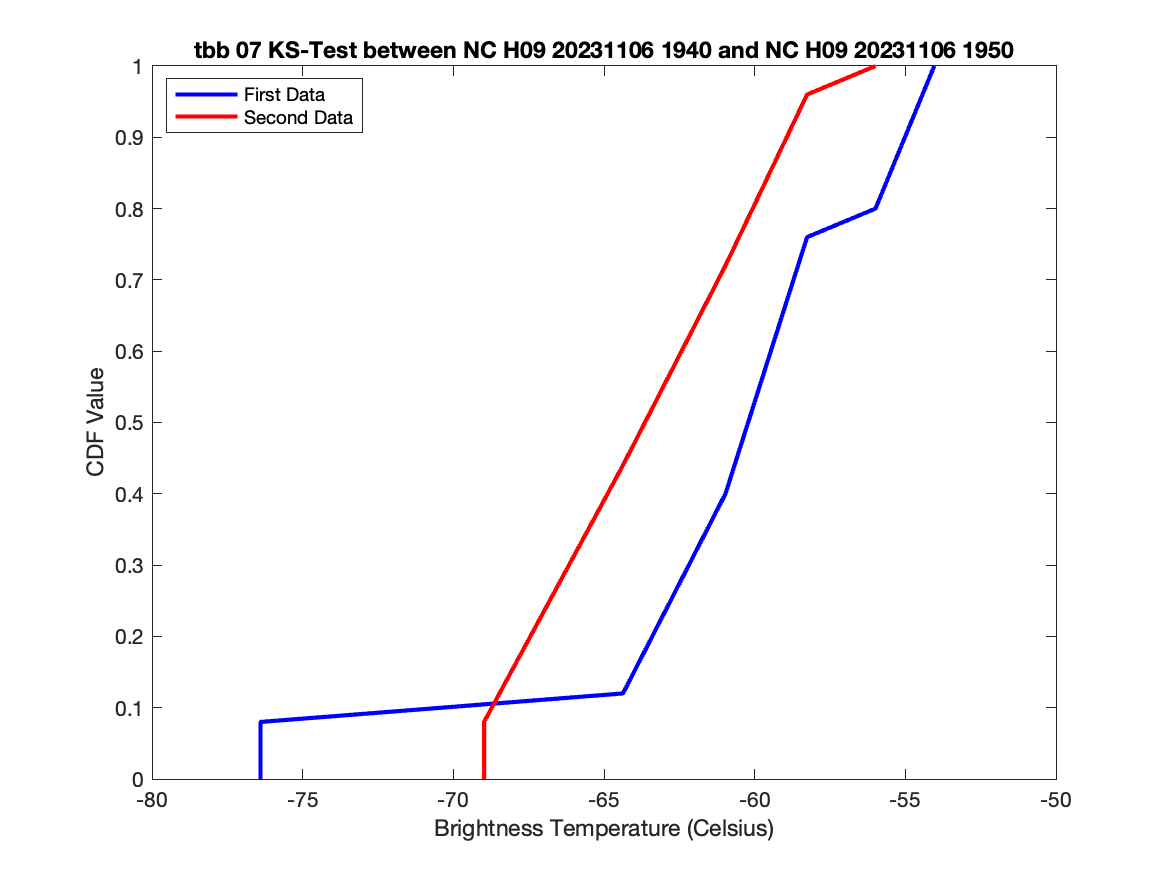 tbb 07 KS-Test between NC H09 20231106 1940 and NC H09 20231106 1950
First Data
Second Data
1
0.9
0.8
0.7
0.6
0.5
0.4
0.3
0.2
0.1
0
CDF Value
-80 -75 -70 -65 -60 -55 -50
Brightness Temperature (Celsius)